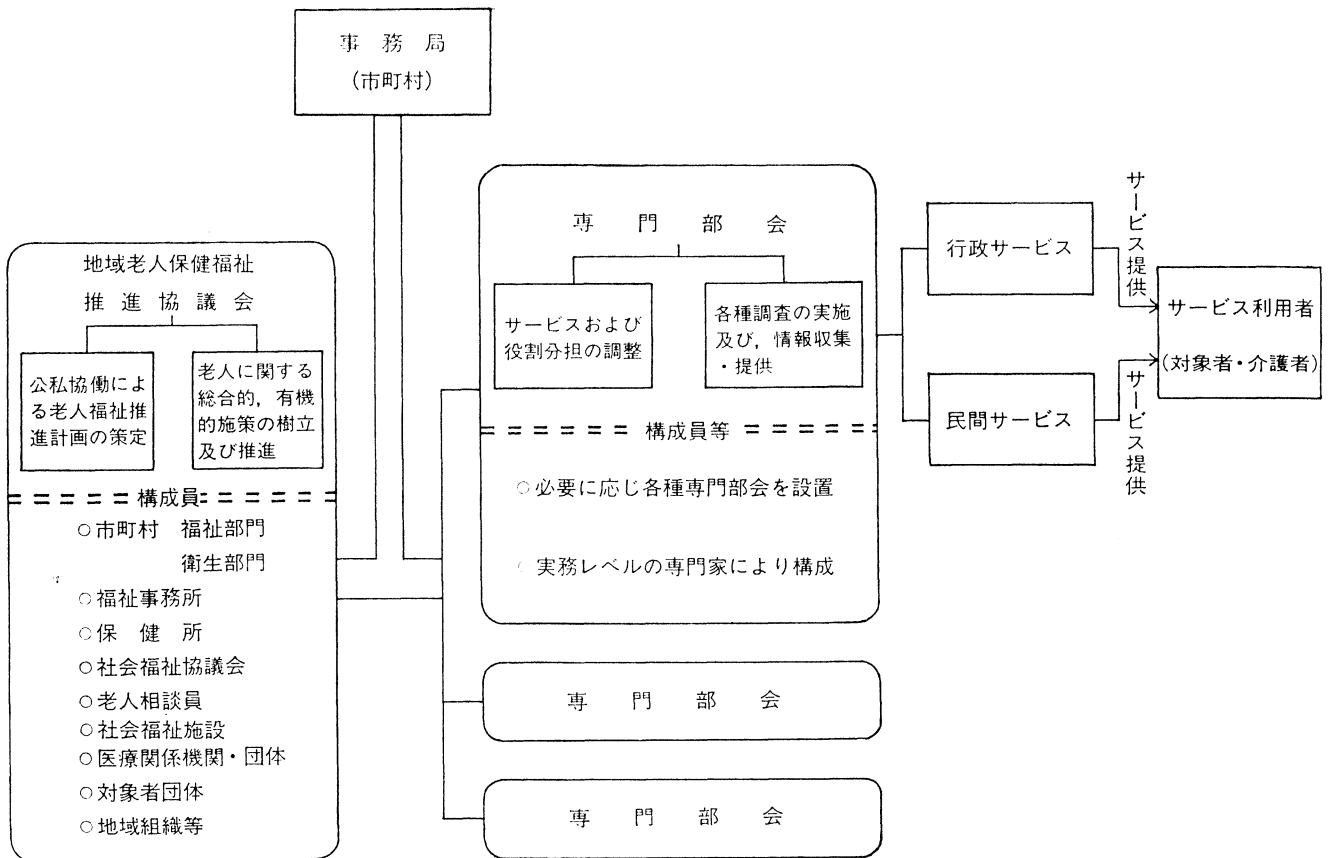 事務局
(市町村)
地域老人保健福祉
推進協議会
公私協働によ
る老人福祉推
進計画の策定
老人に関する
総合的,有機
的施策の樹立
及び推進
構成員
○市町村 福祉部門
衛生部門
○福祉事務所
○保健所
○社会福祉協議会
○老人相談員
○社会福祉施設
○医療関係機関・団体
○対象者団体
○地域組織等
専門部会
サービスおよび
役割分担の調整
各種調査の実施
及び,情報収集
・提供
構成員等
○必要に応じ各種専門部会を設置
○実務レベルの専門家により構成
専門部会
専門部会
行政サービス
民間サービス
サービス提供
サービス提供
サービス利用者
(対象者・介護者)